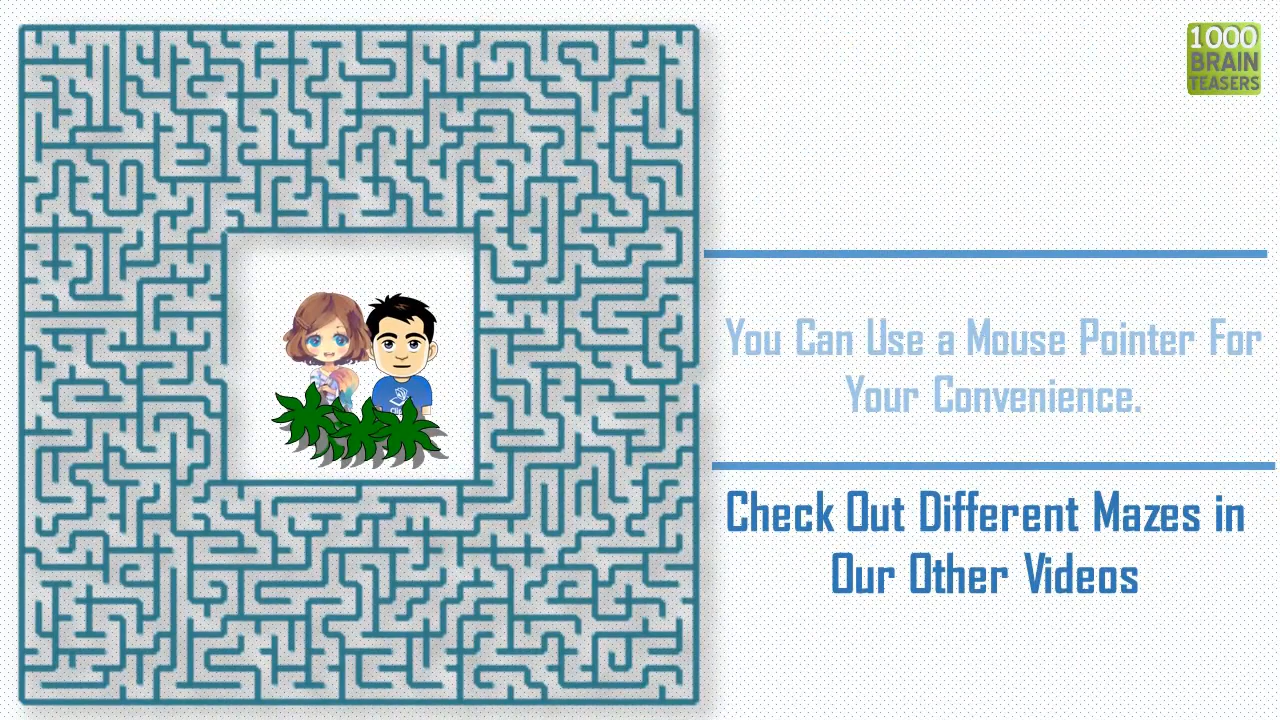 1000
BRAIN
TEASERS
You Can Use a Mouse Pointer For
Your Convenience.
Check Out Different Mazes in
Our Other Videos